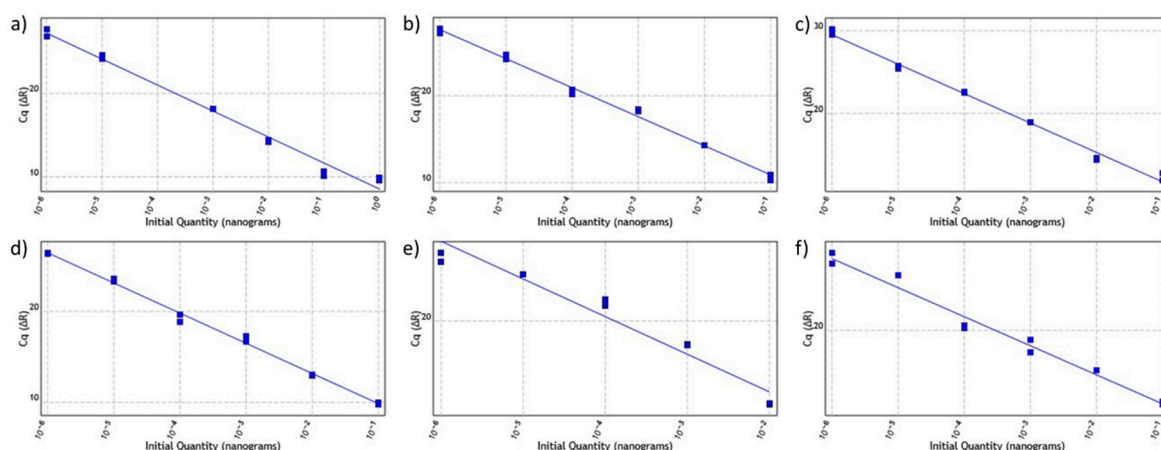 a)
Cq (ΔR)
20
10
10⁻⁶ 10⁻⁵ 10⁻⁴ 10⁻³ 10⁻² 10⁻¹ 10⁰
Initial Quantity (nanograms)
b)
Cq (ΔR)
20
10
10⁻⁶ 10⁻⁵ 10⁻⁴ 10⁻³ 10⁻² 10⁻¹
Initial Quantity (nanograms)
c)
Cq (ΔR)
30
20
10⁻⁶ 10⁻⁵ 10⁻⁴ 10⁻³ 10⁻² 10⁻¹
Initial Quantity (nanograms)
d)
Cq (ΔR)
20
10
10⁻⁶ 10⁻⁵ 10⁻⁴ 10⁻³ 10⁻² 10⁻¹
Initial Quantity (nanograms)
e)
Cq (ΔR)
20
10⁻⁶ 10⁻⁵ 10⁻⁴ 10⁻³ 10⁻²
Initial Quantity (nanograms)
f)
Cq (ΔR)
20
10⁻⁶ 10⁻⁵ 10⁻⁴ 10⁻³ 10⁻² 10⁻¹
Initial Quantity (nanograms)